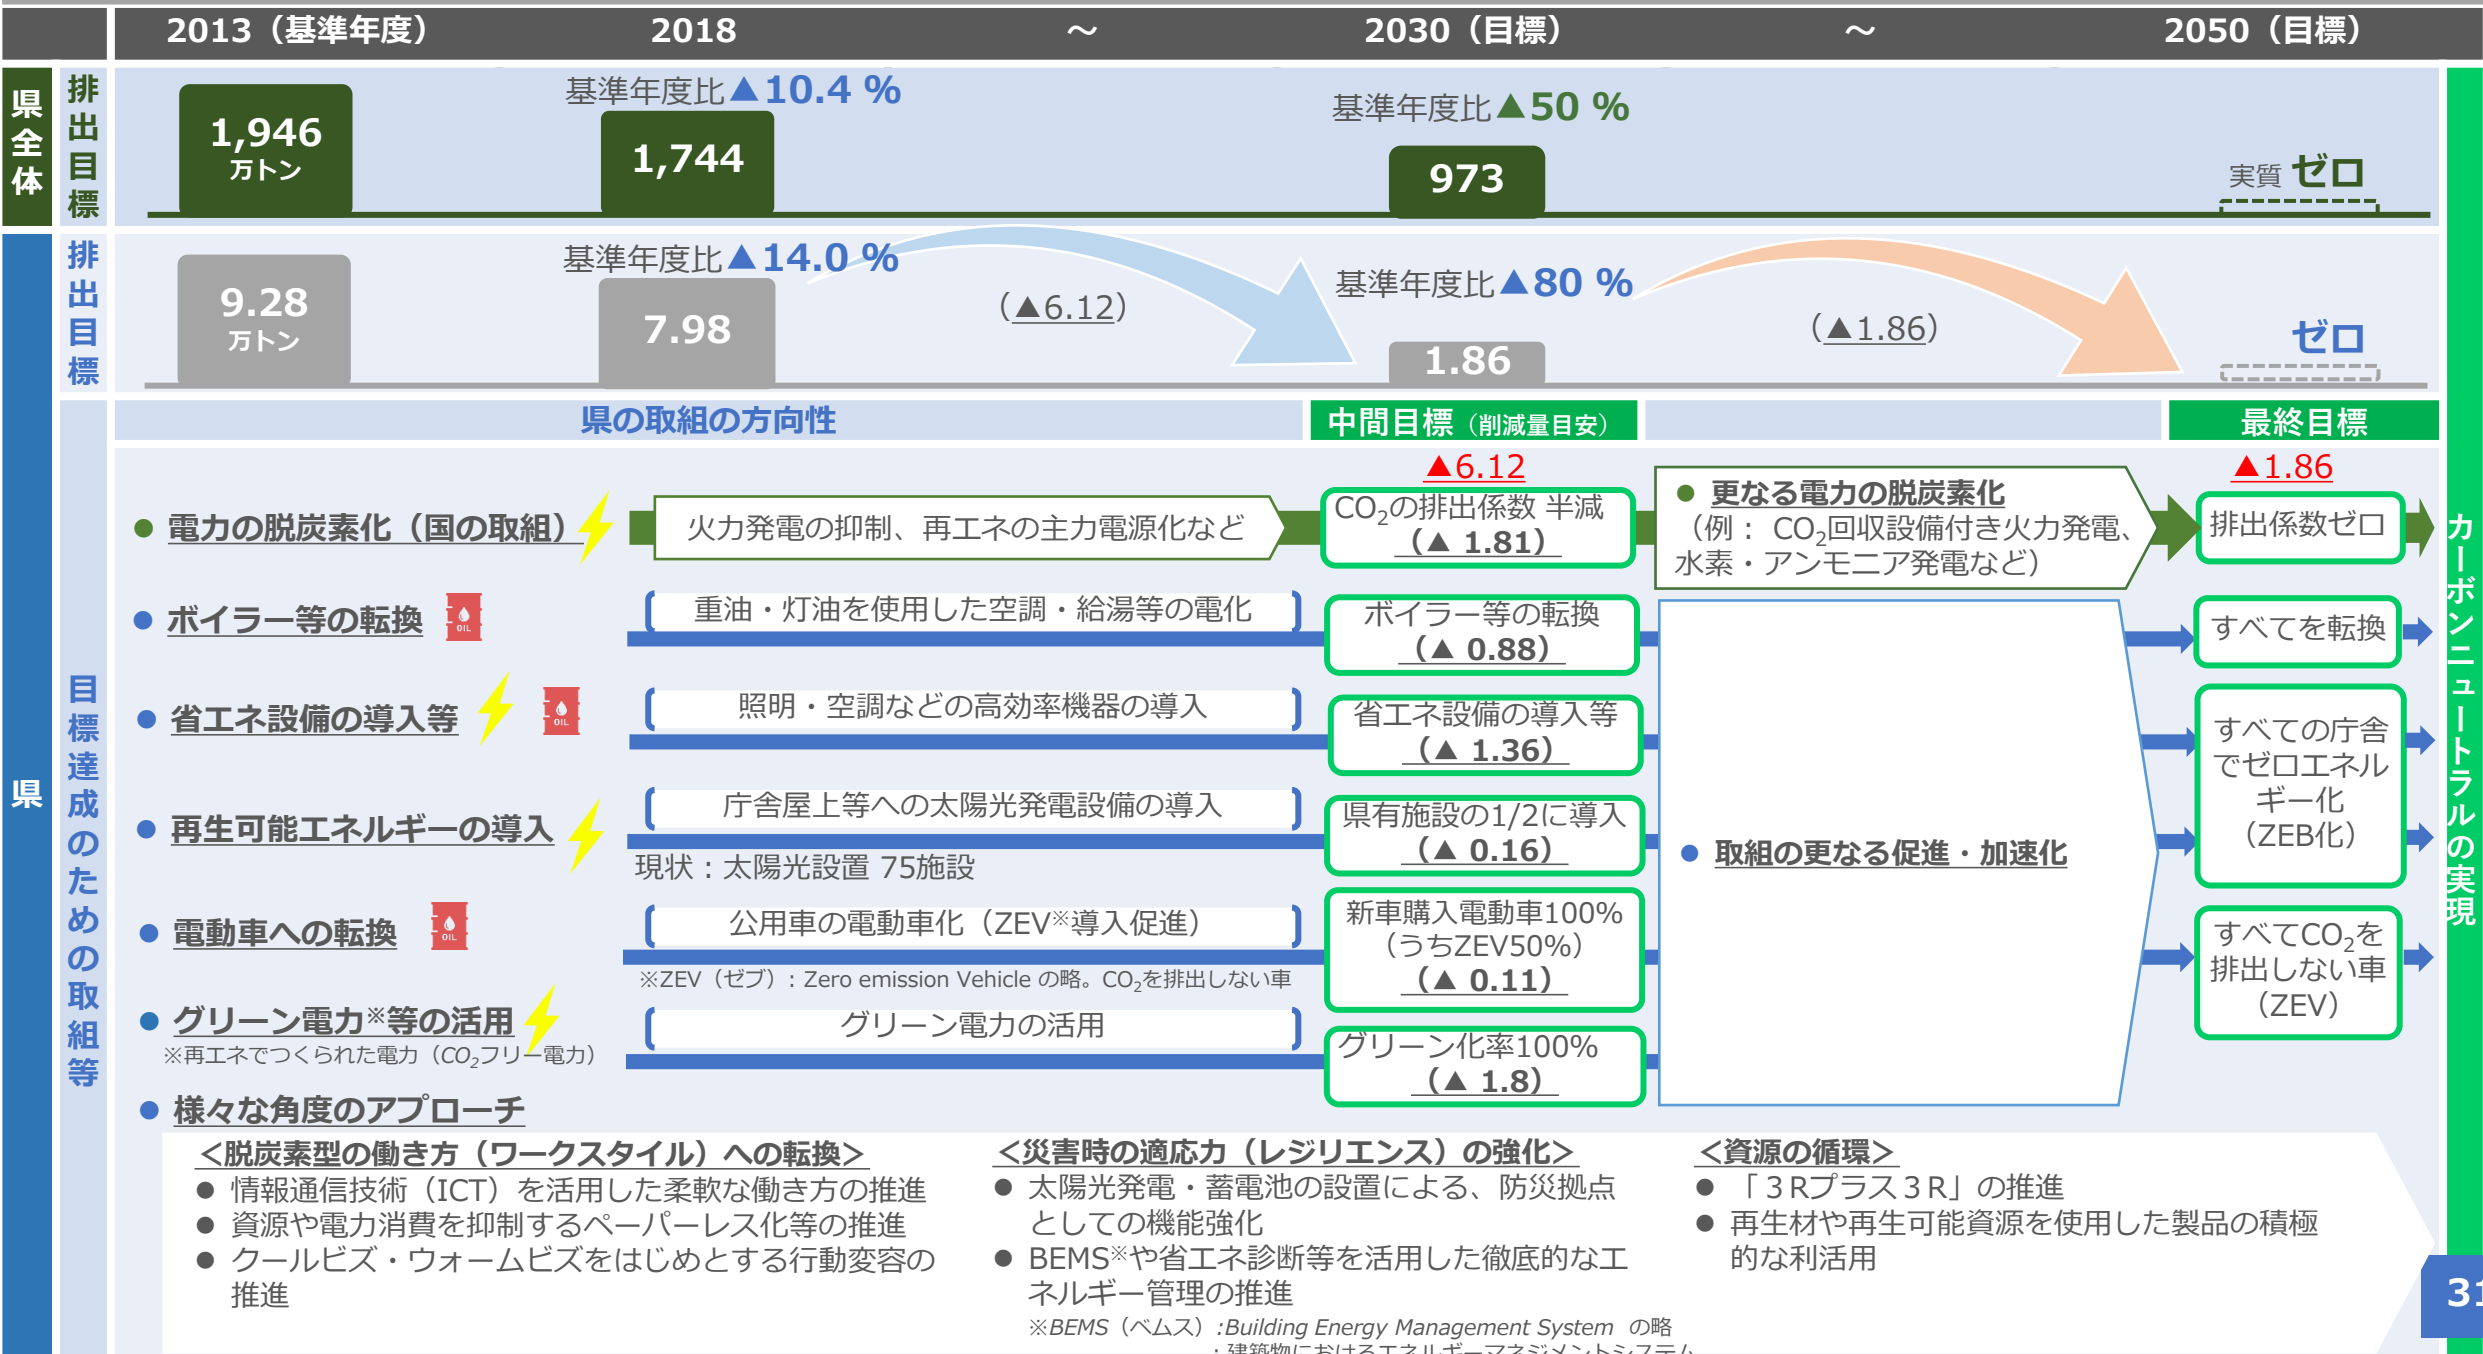 2013（基準年度） 2018 ～ 2030（目標） ～ 2050（目標）
県全体
排出目標
基準年度比▲10.4 %
基準年度比▲50 %
1,946
万トン
1,744
973
実質 ゼロ
県
排出目標
基準年度比▲14.0 %
基準年度比▲80 %
9.28
万トン
7.98
（▲6.12）
1.86
（▲1.86）
ゼロ
目標達成のための取組等
県の取組の方向性
中間目標（削減量目安）
最終目標
▲6.12
▲1.86
● 電力の脱炭素化（国の取組）
火力発電の抑制、再エネの主力電源化など
CO₂の排出係数 半減
（▲ 1.81）
● 更なる電力の脱炭素化
（例： CO₂回収設備付き火力発電、
水素・アンモニア発電など）
排出係数ゼロ
● ボイラー等の転換
OIL
重油・灯油を使用した空調・給湯等の電化
ボイラー等の転換
（▲ 0.88）
すべてを転換
● 省エネ設備の導入等
OIL
照明・空調などの高効率機器の導入
省エネ設備の導入等
（▲ 1.36）
すべての庁舎
でゼロエネル
ギー化
（ZEB化）
● 再生可能エネルギーの導入
庁舎屋上等への太陽光発電設備の導入
現状：太陽光設置 75施設
県有施設の1/2に導入
（▲ 0.16）
● 取組の更なる促進・加速化
● 電動車への転換
OIL
公用車の電動車化（ZEV※導入促進）
※ZEV（ゼブ）: Zero emission Vehicle の略。CO₂を排出しない車
新車購入電動車100%
（うちZEV50%）
（▲ 0.11）
すべてCO₂を
排出しない車
（ZEV）
● グリーン電力※等の活用
※再エネでつくられた電力（CO₂フリー電力）
グリーン電力の活用
グリーン化率100%
（▲ 1.8）
カーボンニュートラルの実現
● 様々な角度のアプローチ
＜脱炭素型の働き方（ワークスタイル）への転換＞
● 情報通信技術（ICT）を活用した柔軟な働き方の推進
● 資源や電力消費を抑制するペーパーレス化等の推進
● クールビズ・ウォームビズをはじめとする行動変容の
推進
＜災害時の適応力（レジリエンス）の強化＞
● 太陽光発電・蓄電池の設置による、防災拠点
としての機能強化
● BEMS※や省エネ診断等を活用した徹底的なエ
ネルギー管理の推進
※BEMS（ベムス）:Building Energy Management System の略
：建築物におけるエネルギーマネジメントシステム
＜資源の循環＞
● 「３Rプラス３R」の推進
● 再生材や再生可能資源を使用した製品の積極
的な利活用
31